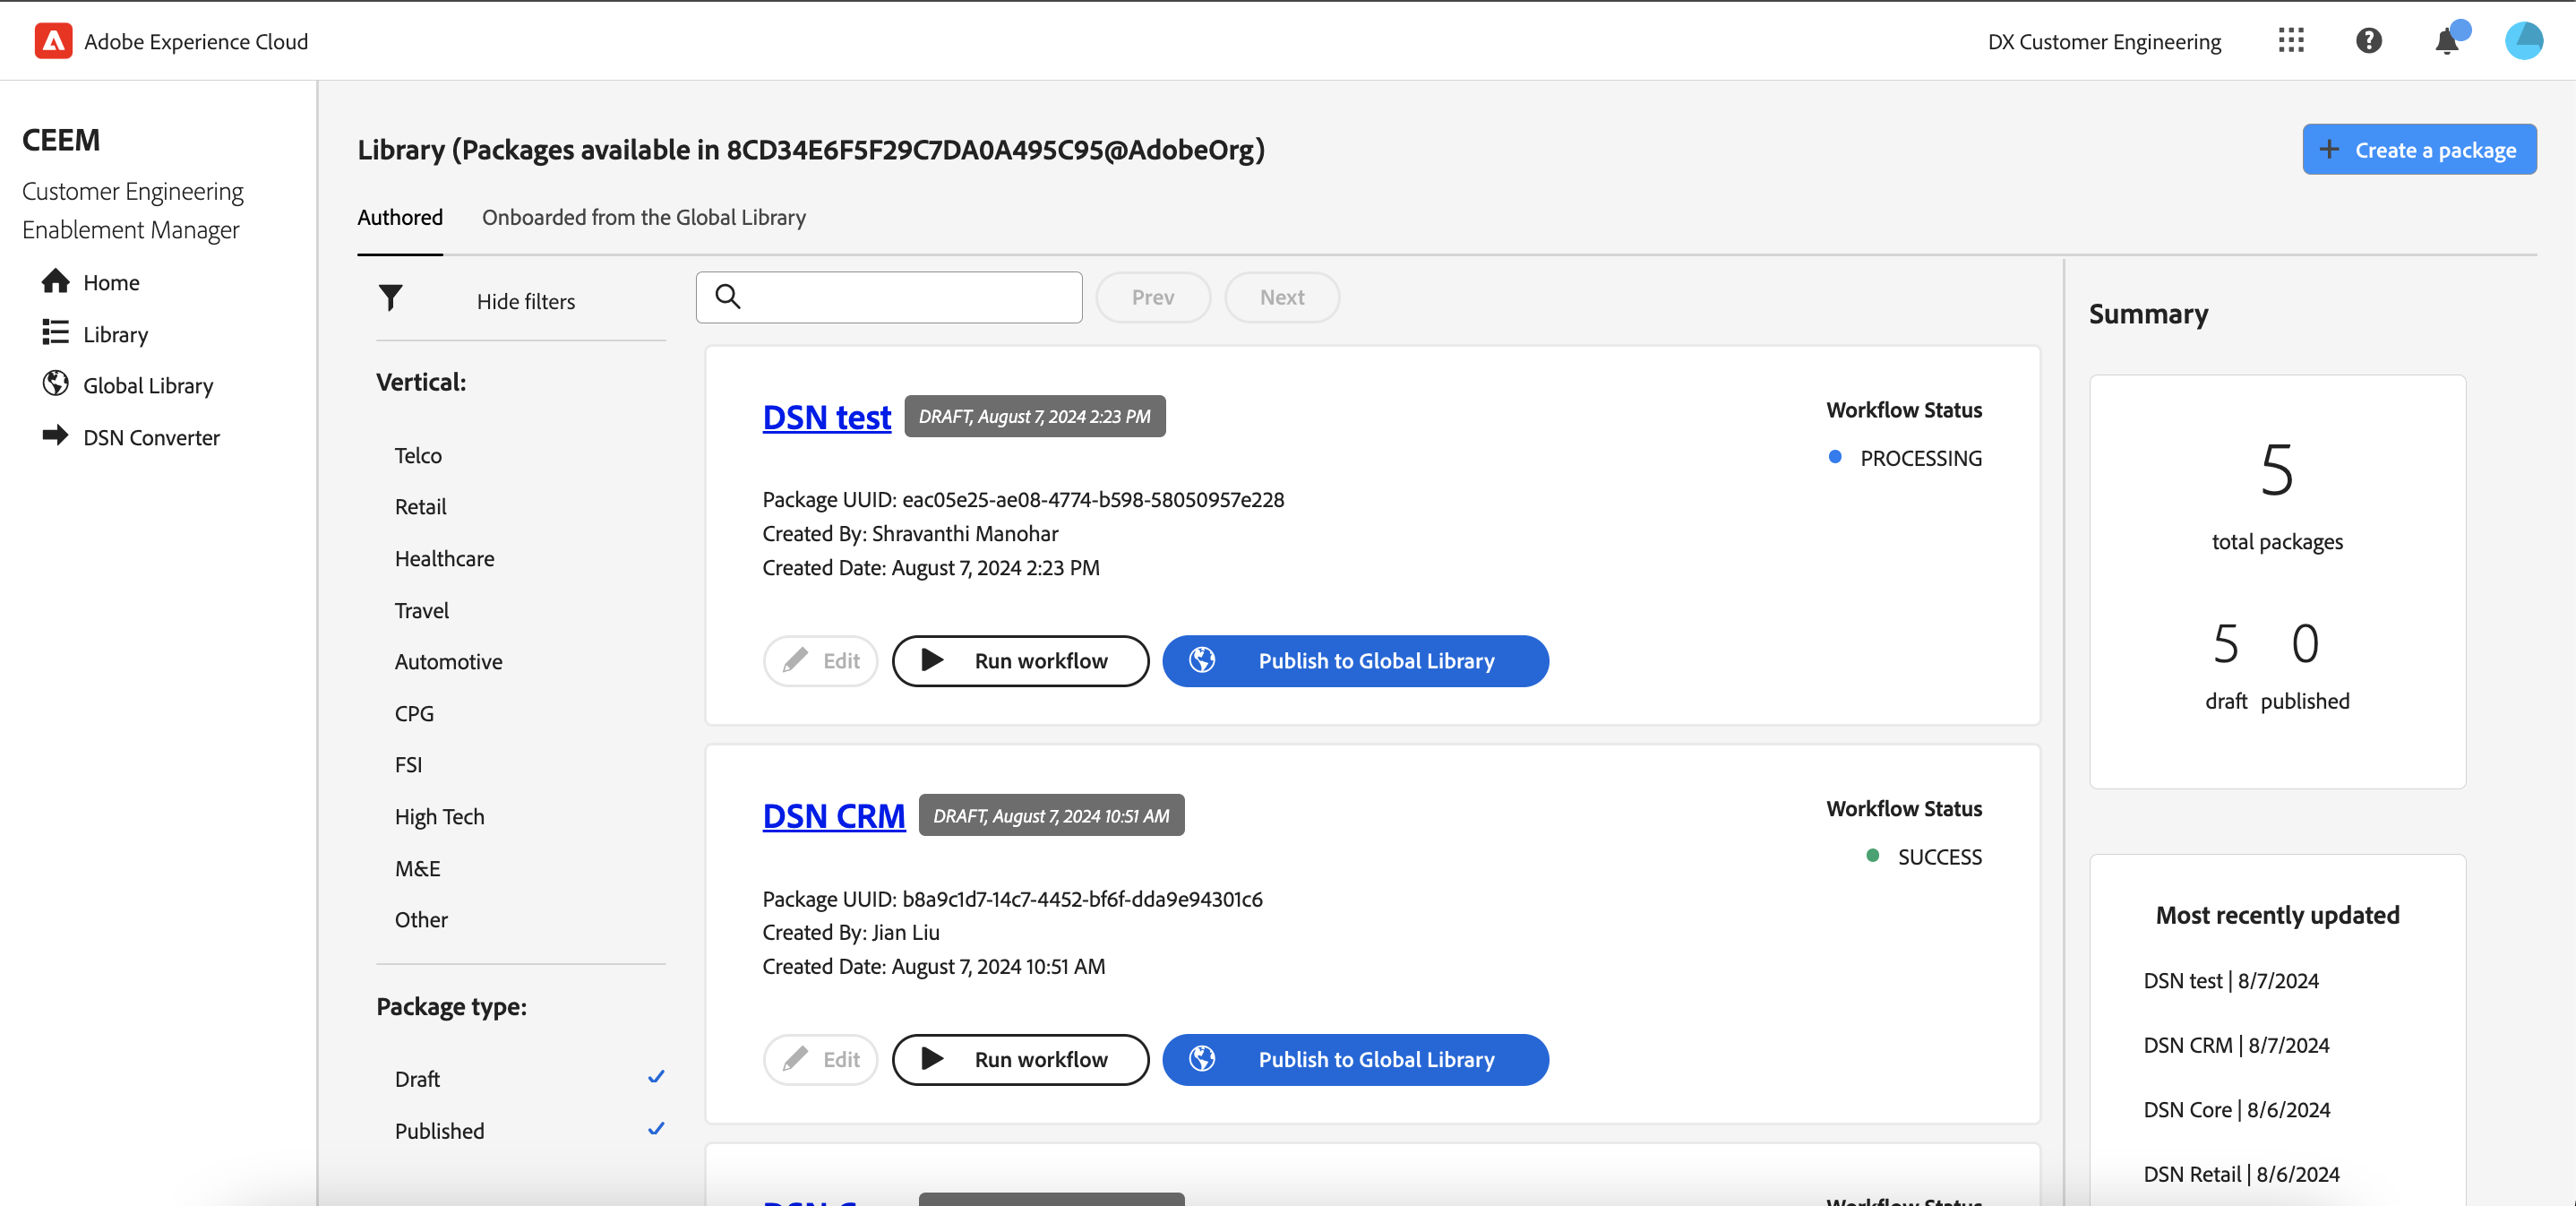 Adobe Experience Cloud
DX Customer Engineering
CEEM
Customer Engineering
Enablement Manager
Home
Library
Global Library
DSN Converter
Library (Packages available in 8CD34E6F5F29C7DA0A495C95@AdobeOrg)
Create a package
Authored
Onboarded from the Global Library
Hide filters
Vertical:
Telco
Retail
Healthcare
Travel
Automotive
CPG
FSI
High Tech
M&E
Other
Package type:
Draft
Published
Prev
Next
DSN test
DRAFT, August 7, 2024 2:23 PM
Workflow Status
PROCESSING
Package UUID: eac05e25-ae08-4774-b598-58050957e228
Created By: Shravanthi Manohar
Created Date: August 7, 2024 2:23 PM
Edit
Run workflow
Publish to Global Library
DSN CRM
DRAFT, August 7, 2024 10:51 AM
Workflow Status
SUCCESS
Package UUID: b8a9c1d7-14c7-4452-bf6f-dda9e94301c6
Created By: Jian Liu
Created Date: August 7, 2024 10:51 AM
Edit
Run workflow
Publish to Global Library
DSN
Workflow Status
Summary
5
total packages
5 0
draft published
Most recently updated
DSN test | 8/7/2024
DSN CRM | 8/7/2024
DSN Core | 8/6/2024
DSN Retail | 8/6/2024